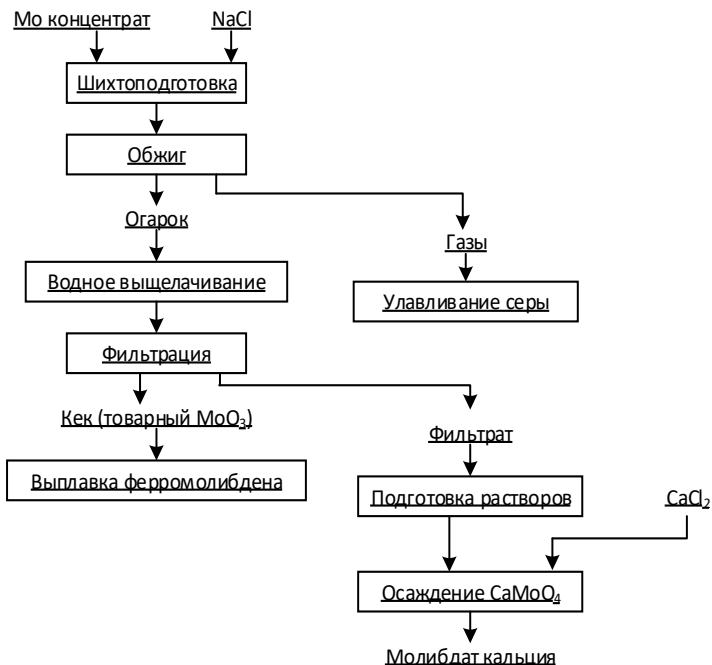 Мо концентрат
NaCl
Шихтоподготовка
Обжиг
Огарок
Газы
Водное выщелачивание
Улавливание серы
Фильтрация
Кек (товарный MoO₃)
Фильтрат
Выплавка ферромолибдена
Подготовка растворов
CaCl₂
Осаждение CaMoO₄
Молибдат кальция